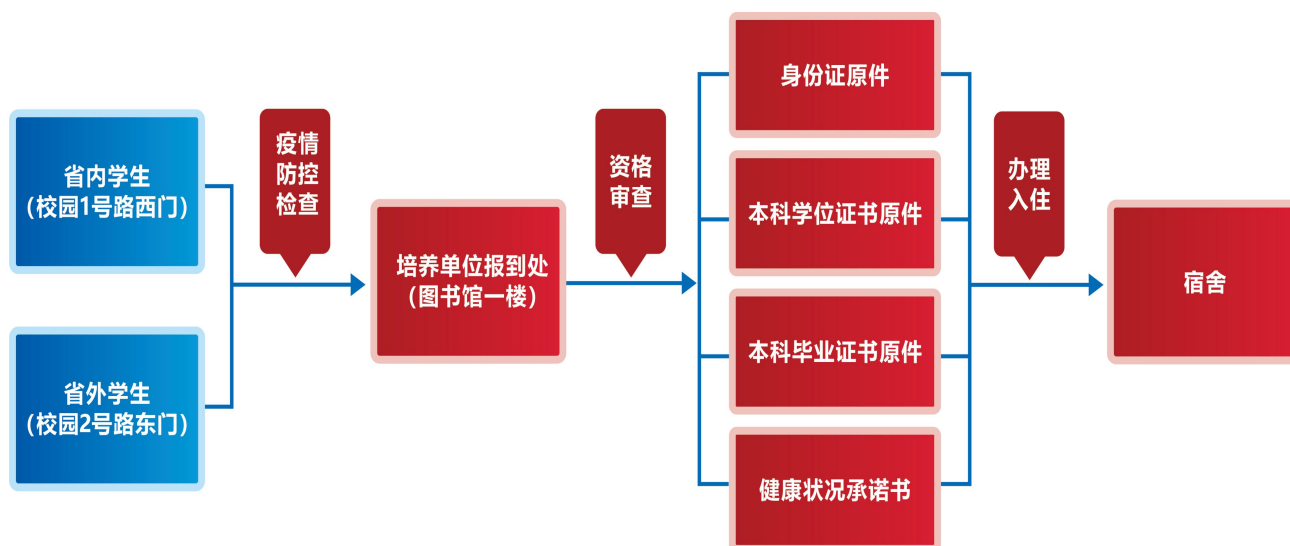 省内学生
（校园1号路西门）
省外学生
（校园2号路东门）
疫情
防控
检查
培养单位报到处
（图书馆一楼）
资格
审查
身份证原件
本科学位证书原件
本科毕业证书原件
健康状况承诺书
办理
入住
宿舍